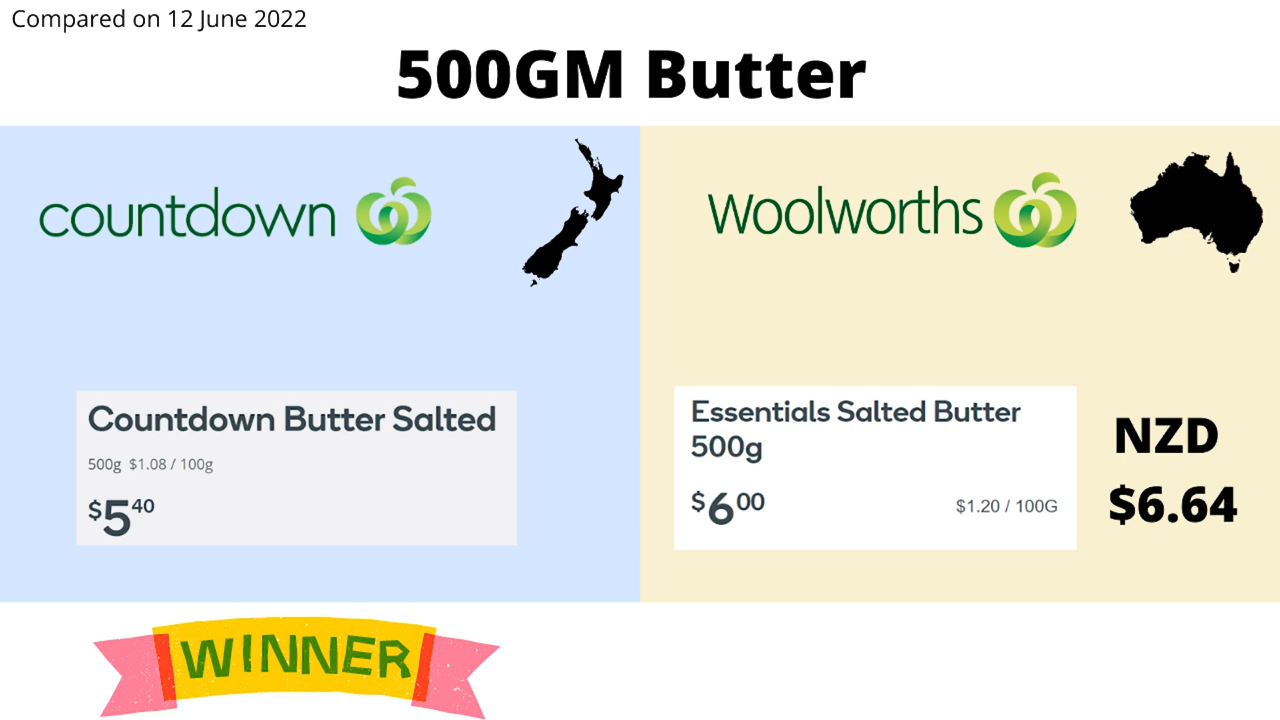 Compared on 12 June 2022
500GM Butter
countdown
Woolworths
Countdown Butter Salted
500g $1.08 / 100g
$5 40
Essentials Salted Butter
500g
$6 00 $1.20 / 100G
NZD
$6.64
WINNER